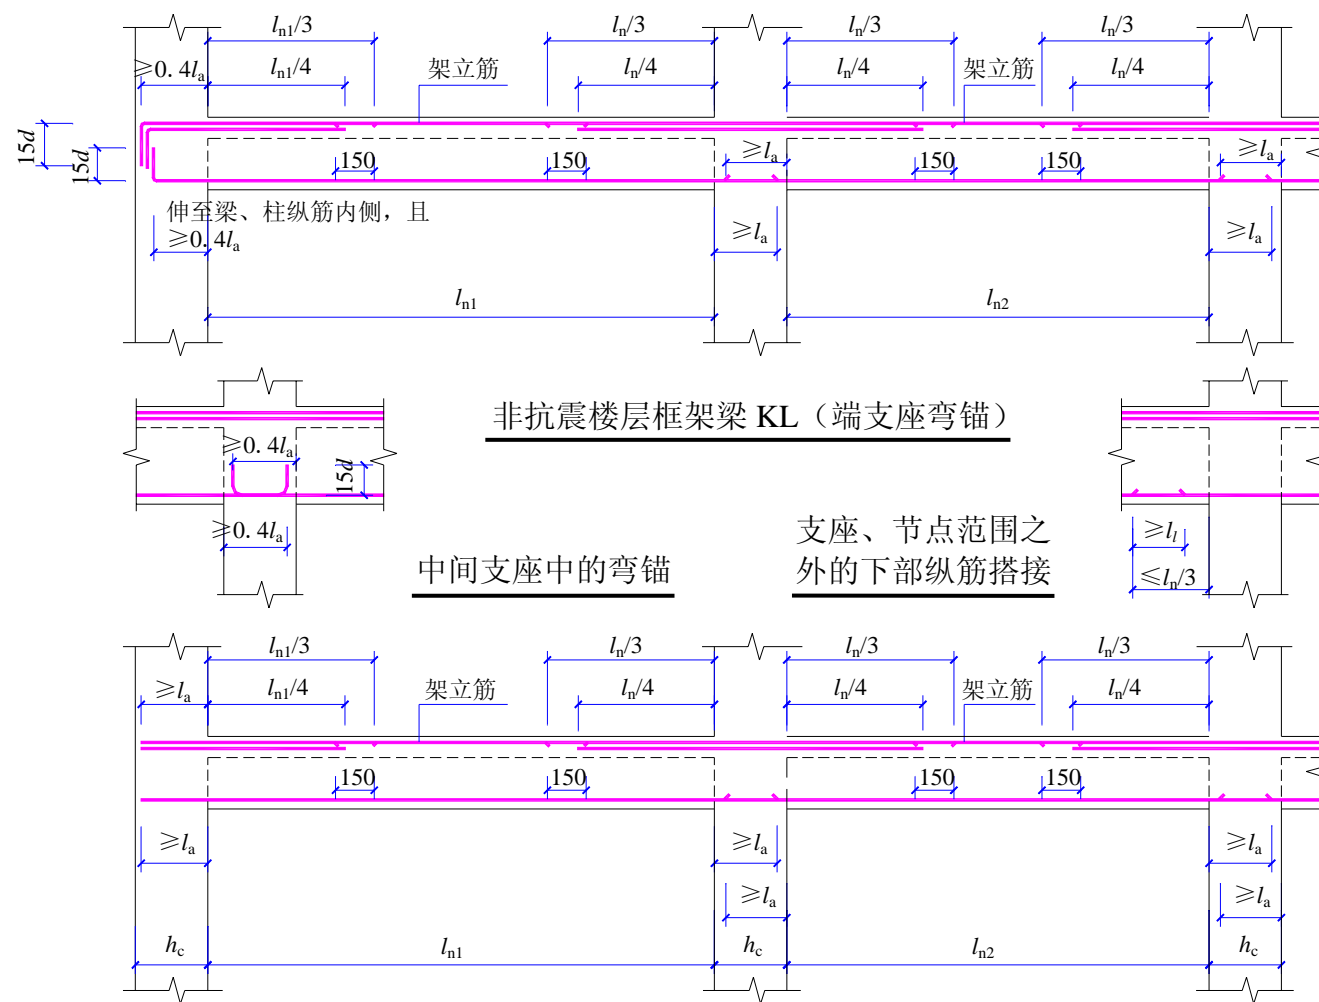 ln1/3 ln/3 ln/3 ln/3
≥0.4la ln1/4 架立筋 ln/4 ln/4 架立筋 ln/4
15d 15d 150 150 ≥la 150 150 ≥la
伸至梁、柱纵筋内侧，且
≥0.4la ≥la ≥la
ln1 ln2
非抗震楼层框架梁 KL（端支座弯锚）
≥0.4la
15d
≥0.4la
中间支座中的弯锚
支座、节点范围之
外的下部纵筋搭接
≥ll
≤ln/3
ln1/3 ln/3 ln/3 ln/3
≥la ln1/4 架立筋 ln/4 ln/4 架立筋 ln/4
150 150 150 150
≥la ≥la ≥la
≥la ≥la
hc ln1 hc ln2 hc